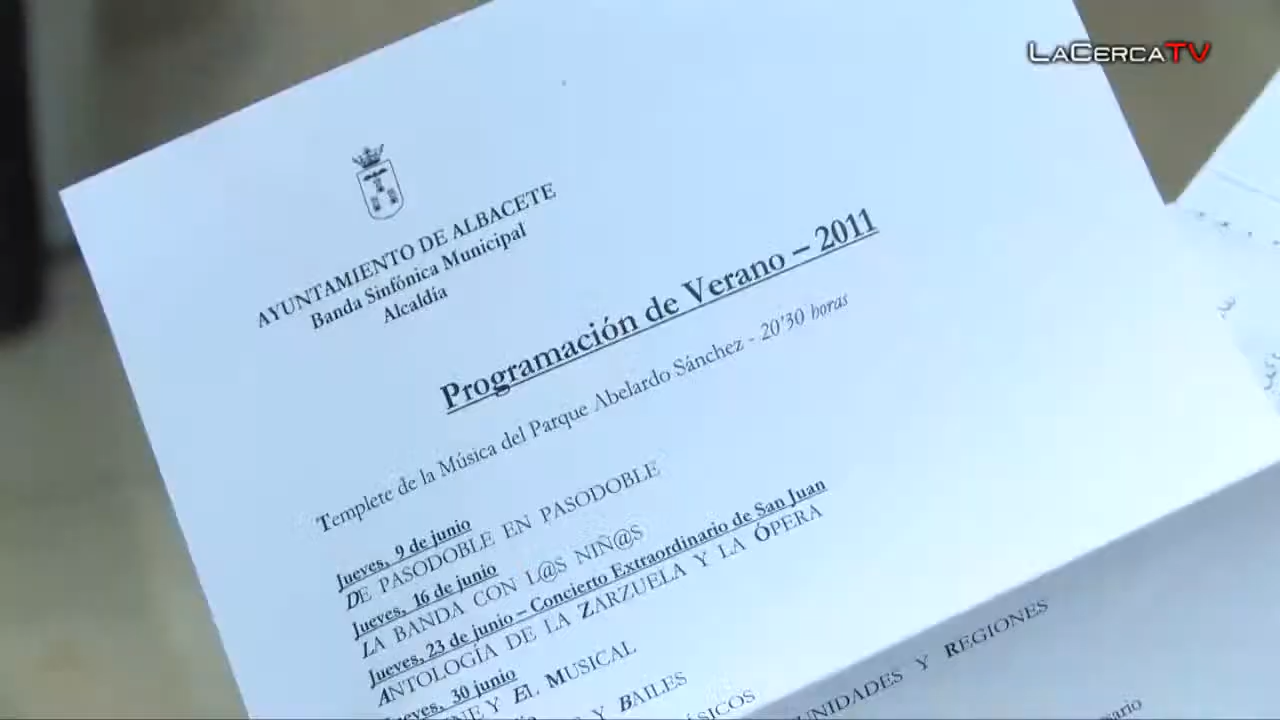 LACERCATV
AYUNTAMIENTO DE ALBACETE
Banda Sinfónica Municipal
Alcaldía
Programación de Verano – 2011
Templete de la Música del Parque Abelardo Sánchez - 20'30 horas
Jueves, 9 de junio
DE PASODOBLE EN PASODOBLE
Jueves, 16 de junio
LA BANDA CON L@S NIÑ@S
Jueves, 23 de junio – Concierto Extraordinario de San Juan
ANTOLOGÍA DE LA ZARZUELA Y LA ÓPERA
Jueves, 30 junio
Y EL MUSICAL
Y BAILES
Y REGIONES